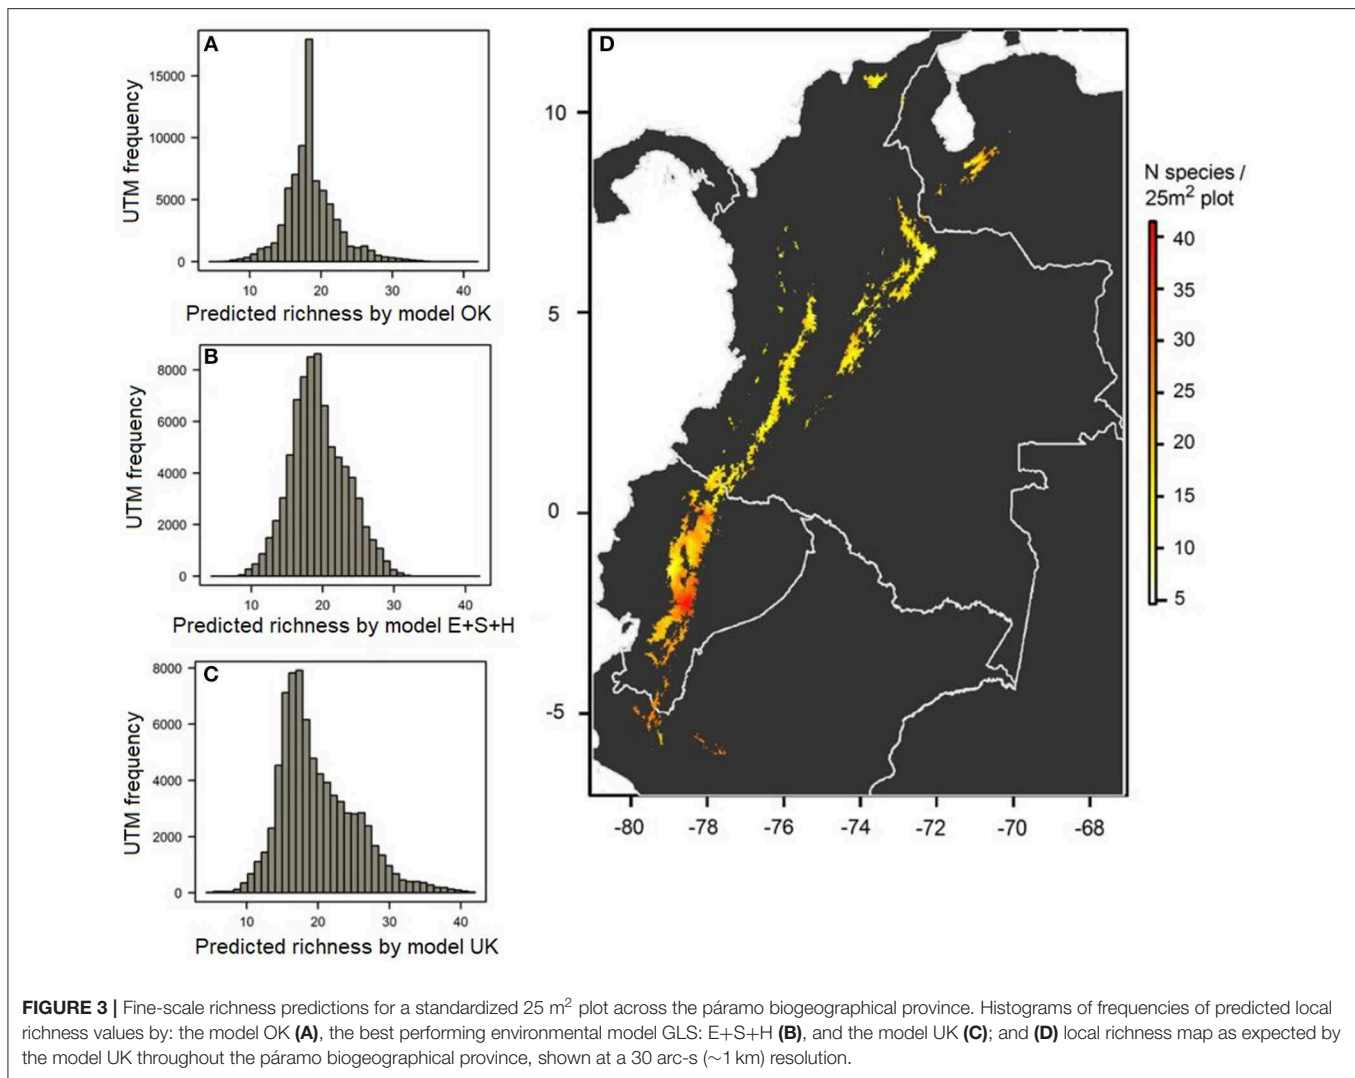 A
UTM frequency
15000
10000
5000
0
10 20 30 40
Predicted richness by model OK
B
UTM frequency
8000
6000
4000
2000
0
10 20 30 40
Predicted richness by model E+S+H
C
UTM frequency
8000
6000
4000
2000
0
10 20 30 40
Predicted richness by model UK
D
10
5
0
-5
-80 -78 -76 -74 -72 -70 -68
N species /
25m² plot
40
35
30
25
20
15
10
5
FIGURE 3 | Fine-scale richness predictions for a standardized 25 m² plot across the páramo biogeographical province. Histograms of frequencies of predicted local
richness values by: the model OK (A), the best performing environmental model GLS: E+S+H (B), and the model UK (C); and (D) local richness map as expected by
the model UK throughout the páramo biogeographical province, shown at a 30 arc-s (∼1 km) resolution.